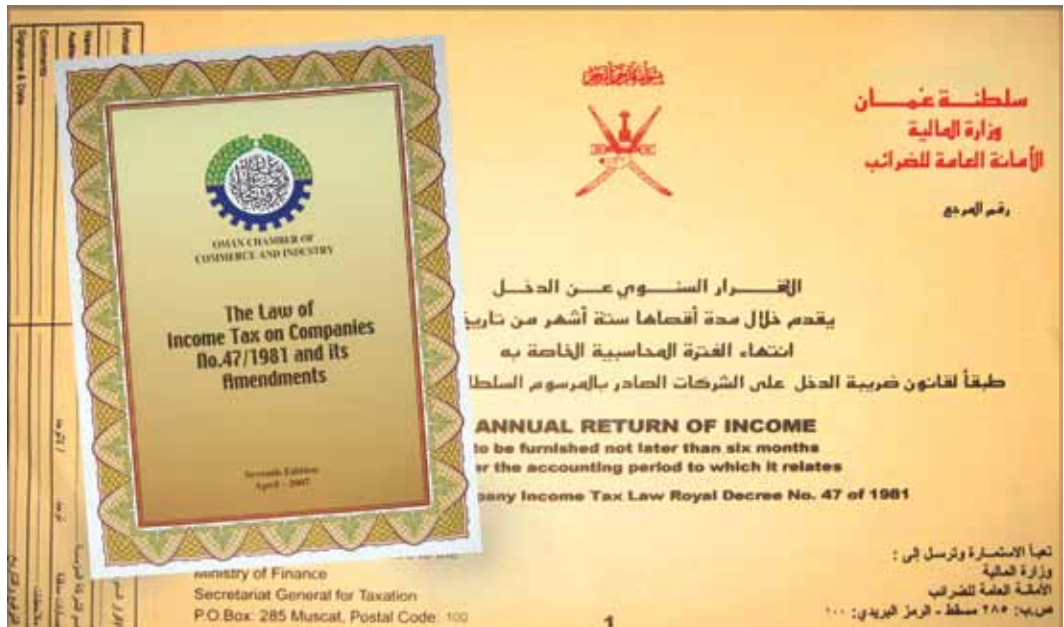 سلطنة عمان
وزارة المالية
الأمانة العامة للضرائب
رقم المرجع
الاقرار السنوي عن الدخل
يقدم خلال مدة أقصاها ستة أشهر من تاريخ
انتهاء الفترة المحاسبية الخاصة به
طبقاً لقانون ضريبة الدخل على الشركات الصادر بالمرسوم
ANNUAL RETURN OF INCOME
to be furnished not later than six months
the accounting period to which it relates
Income Tax Law Royal Decree No. 47 of 1981
OMAN CHAMBER OF
COMMERCE AND INDUSTRY
The Law of
Income Tax on Companies
No.47/1981 and its
Amendments
Seventh Edition
April - 2007
Ministry of Finance
Secretariat General for Taxation
P.O.Box: 285 Muscat, Postal Code: 100
تعبأ الاستمارة وترسل إلى :
وزارة المالية
الأمانة العامة للضرائب
ص.ب: ٢٨٥ مسقط - الرمز البريدي: ١٠٠
1
Comments
Signature & Date